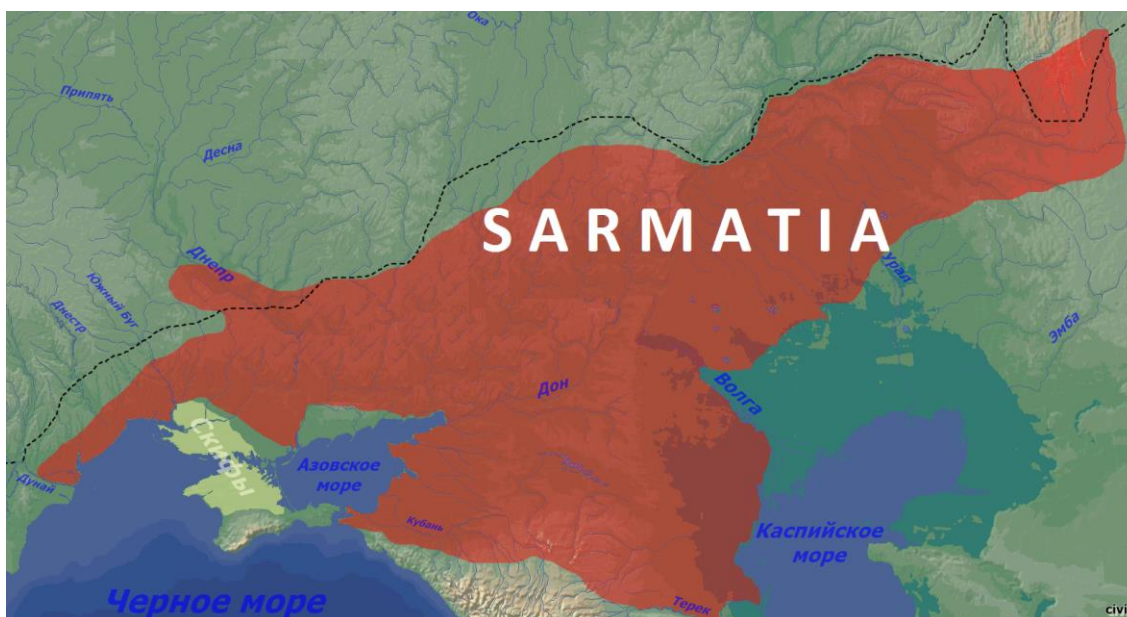 Ока
Припять
Десна
SARMATIA
Днепр
Южный Буг
Днестр
Урал
Эмба
Дон
Волга
Скифы
Азовское
море
Дунай
Кубань
Каспийское
море
Терек
Черное море
civi